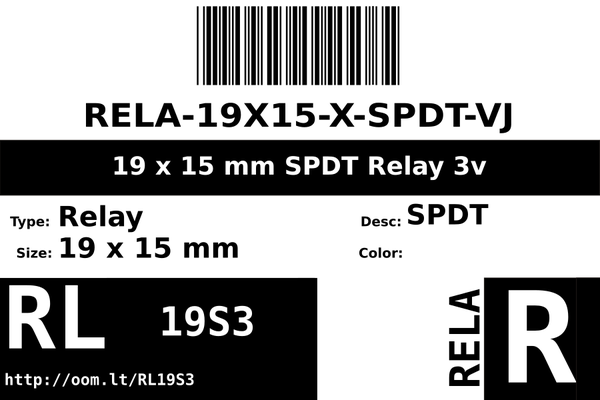 RELA-19X15-X-SPDT-VJ
19 x 15 mm SPDT Relay 3v
Type: Relay
Desc: SPDT
Size: 19 x 15 mm
Color:
RL
19S3
http://oom.lt/RL19S3
RELA
R